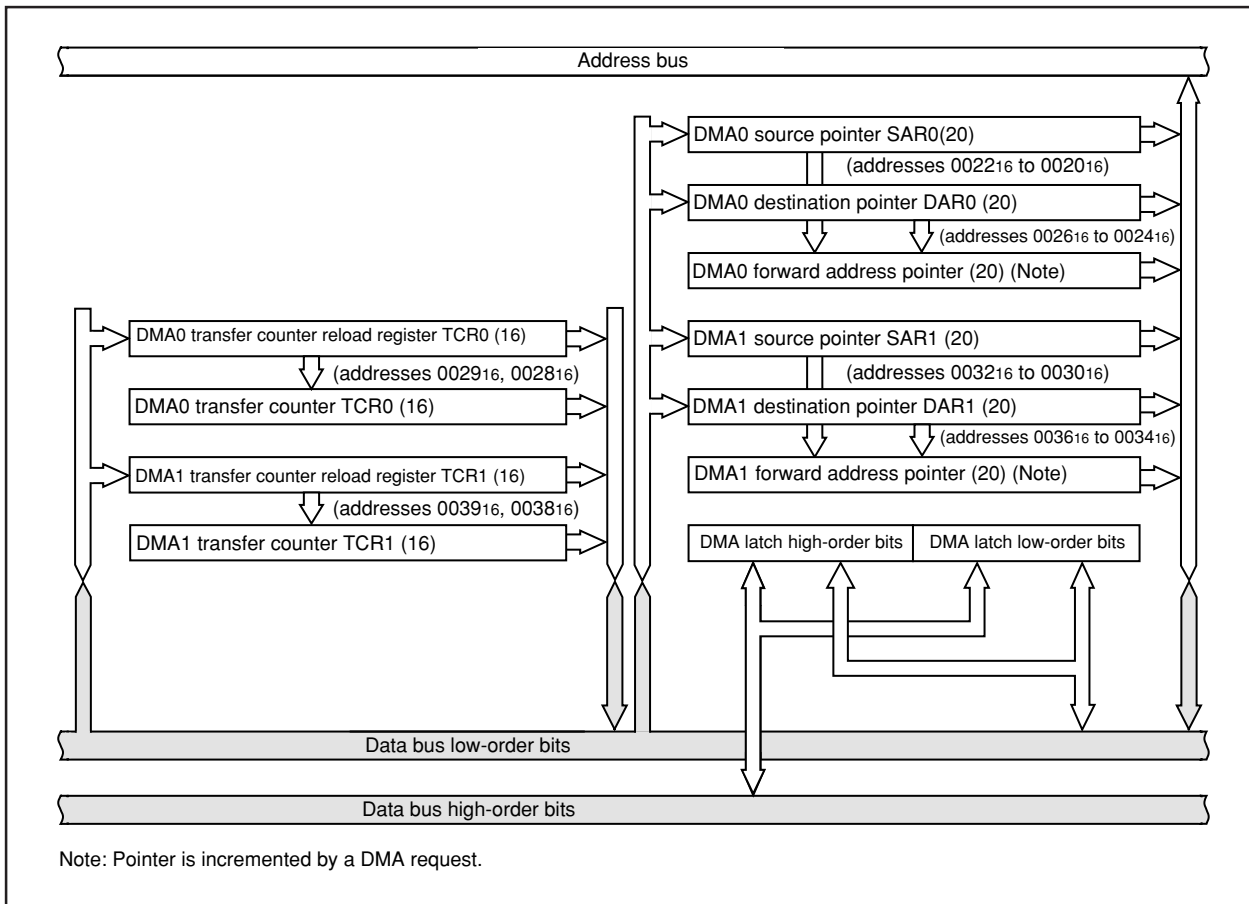 Address bus
DMA0 source pointer SAR0(20)
(addresses 002216 to 002016)
DMA0 destination pointer DAR0 (20)
(addresses 002616 to 002416)
DMA0 forward address pointer (20) (Note)
DMA0 transfer counter reload register TCR0 (16)
(addresses 002916, 002816)
DMA0 transfer counter TCR0 (16)
DMA1 transfer counter reload register TCR1 (16)
(addresses 003916, 003816)
DMA1 transfer counter TCR1 (16)
DMA1 source pointer SAR1 (20)
(addresses 003216 to 003016)
DMA1 destination pointer DAR1 (20)
(addresses 003616 to 003416)
DMA1 forward address pointer (20) (Note)
DMA latch high-order bits
DMA latch low-order bits
Data bus low-order bits
Data bus high-order bits
Note: Pointer is incremented by a DMA request.